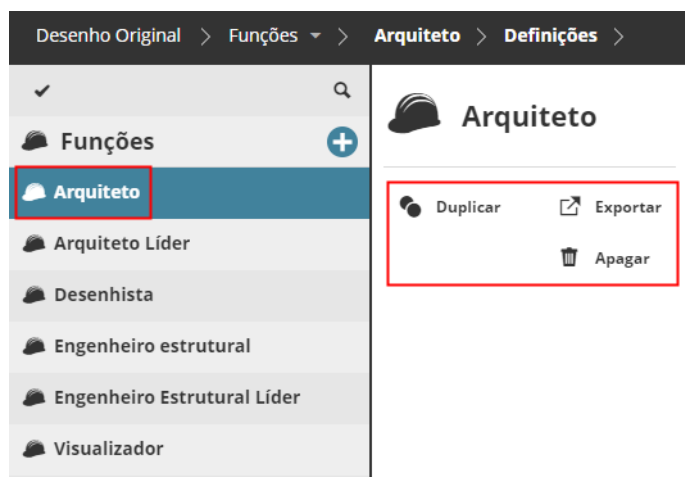 Desenho Original > Funções > Arquiteto > Definições >
Funções
Arquiteto
Arquiteto Líder
Desenhista
Engenheiro estrutural
Engenheiro Estrutural Líder
Visualizador
Arquiteto
Duplicar Exportar
Apagar